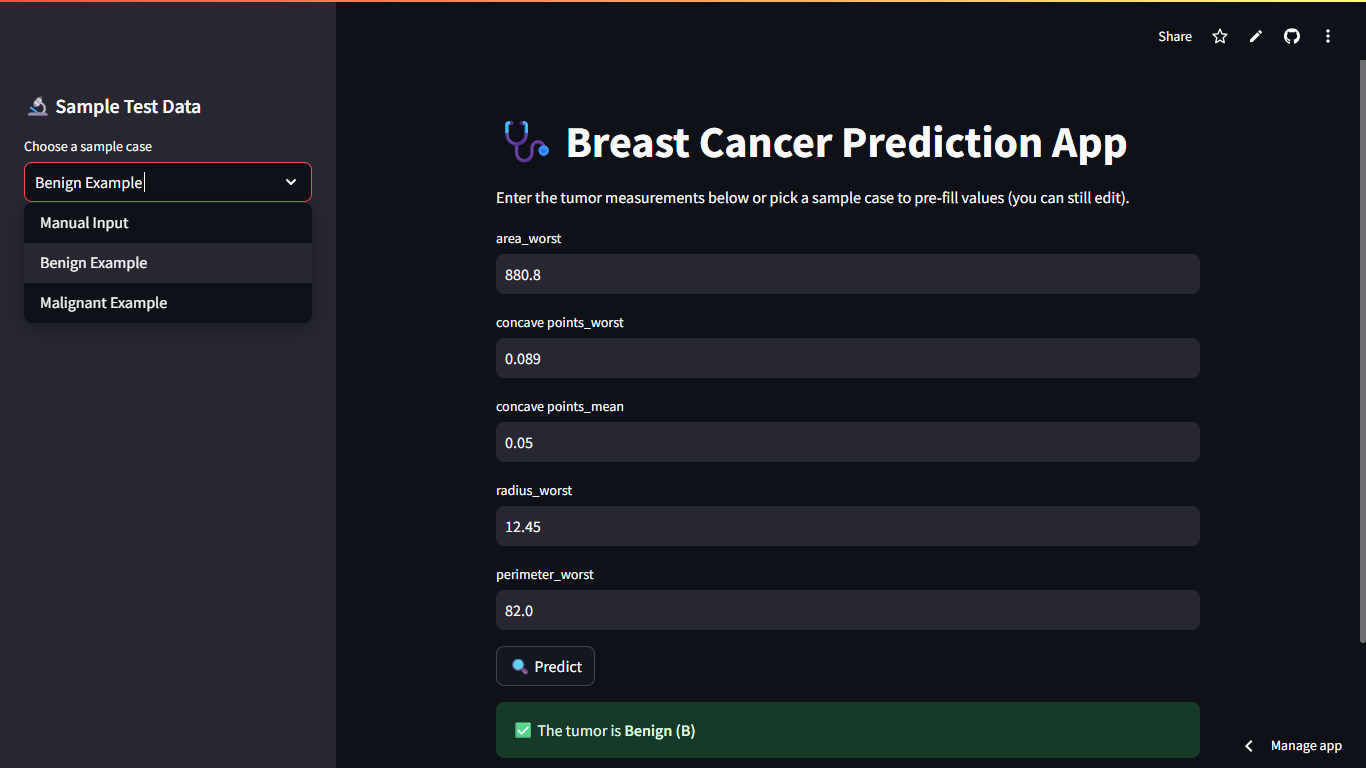 Share
Sample Test Data
Choose a sample case
Benign Example
Manual Input
Benign Example
Malignant Example
Breast Cancer Prediction App
Enter the tumor measurements below or pick a sample case to pre-fill values (you can still edit).
area_worst
880.8
concave points_worst
0.089
concave points_mean
0.05
radius_worst
12.45
perimeter_worst
82.0
Predict
The tumor is Benign (B)
Manage app